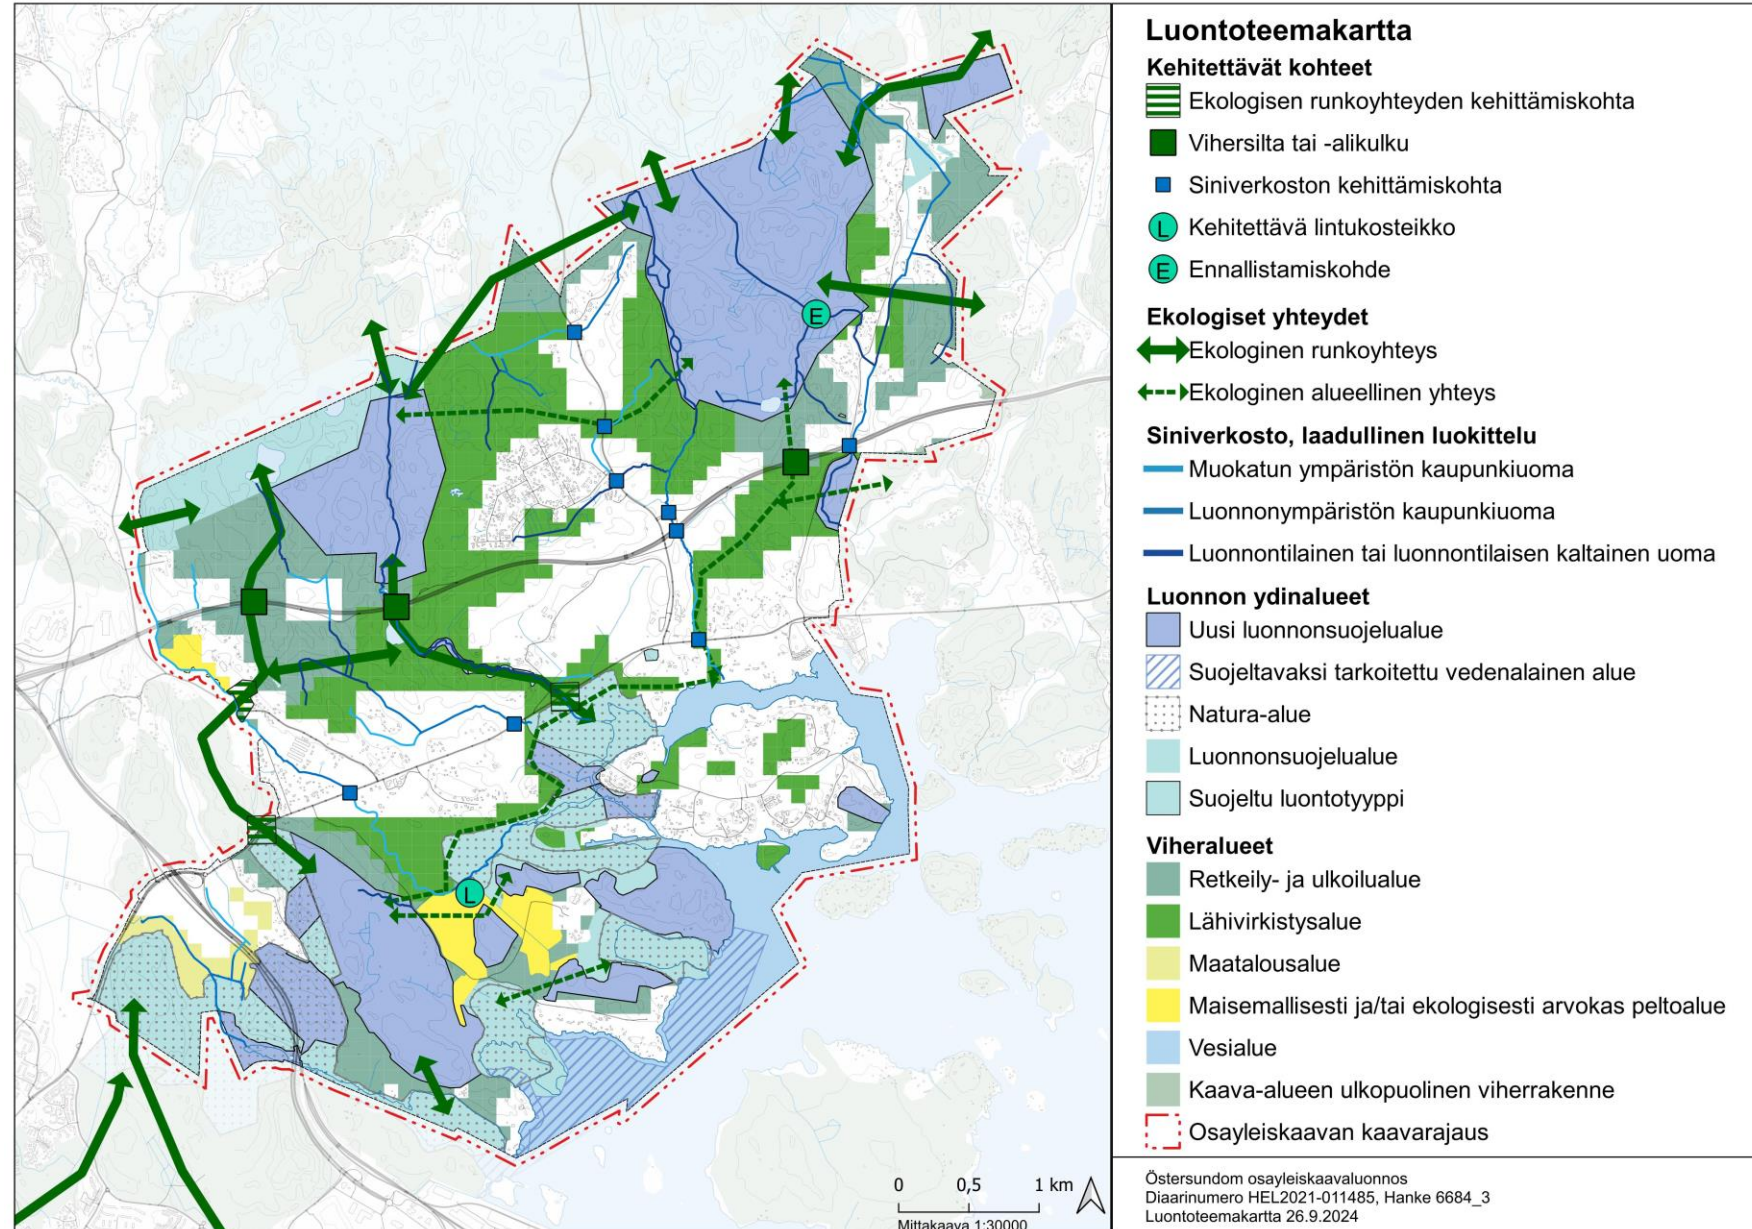 Luontoteemakartta
Kehitettävät kohteet
Ekologisen runkoyhteyden kehittämiskohta
Vihersilta tai -alikulku
Siniverkoston kehittämiskohta
L Kehitettävä lintukosteikko
E Ennallistamiskohde
Ekologiset yhteydet
Ekologinen runkoyhteys
Ekologinen alueellinen yhteys
Siniverkosto, laadullinen luokittelu
Muokatun ympäristön kaupunkiuoma
Luonnonympäristön kaupunkiuoma
Luonnontilainen tai luonnontilaisen kaltainen uoma
Luonnon ydinalueet
Uusi luonnonsuojelualue
Suojeltavaksi tarkoitettu vedenalainen alue
Natura-alue
Luonnonsuojelualue
Suojeltu luontotyyppi
Viheralueet
Retkeily- ja ulkoilualue
Lähivirkistysalue
Maatalousalue
Maisemallisesti ja/tai ekologisesti arvokas peltoalue
Vesialue
Kaava-alueen ulkopuolinen viherrakenne
Osayleiskaavan kaavarajaus
Östersundom osayleiskaavaluonnos
Diaarinumero HEL2021-011485, Hanke 6684_3
Luontoteemakartta 26.9.2024
E
L
0 0,5 1 km
Mittakaava 1:30000